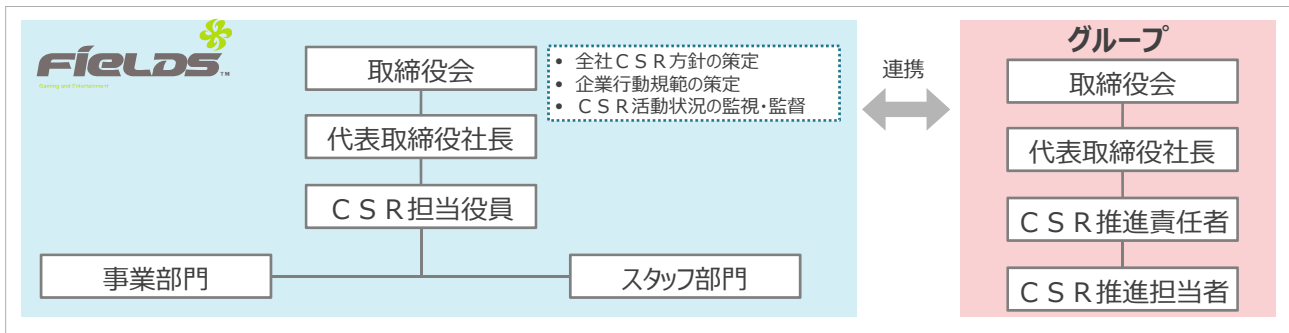 FIELDS™
Gaming and Entertainment
取締役会
• 全社ＣＳＲ方針の策定
• 企業行動規範の策定
• ＣＳＲ活動状況の監視・監督
代表取締役社長
ＣＳＲ担当役員
事業部門
スタッフ部門
連携
グループ
取締役会
代表取締役社長
ＣＳＲ推進責任者
ＣＳＲ推進担当者